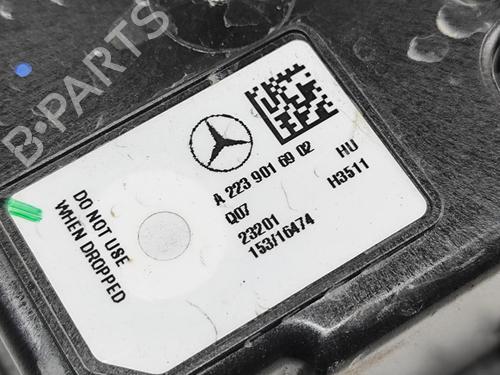 B-PARTS
A 223 901 69 02
HU
Q07
H3511
23201
153/16474
DO NOT USE
WHEN DROPPED